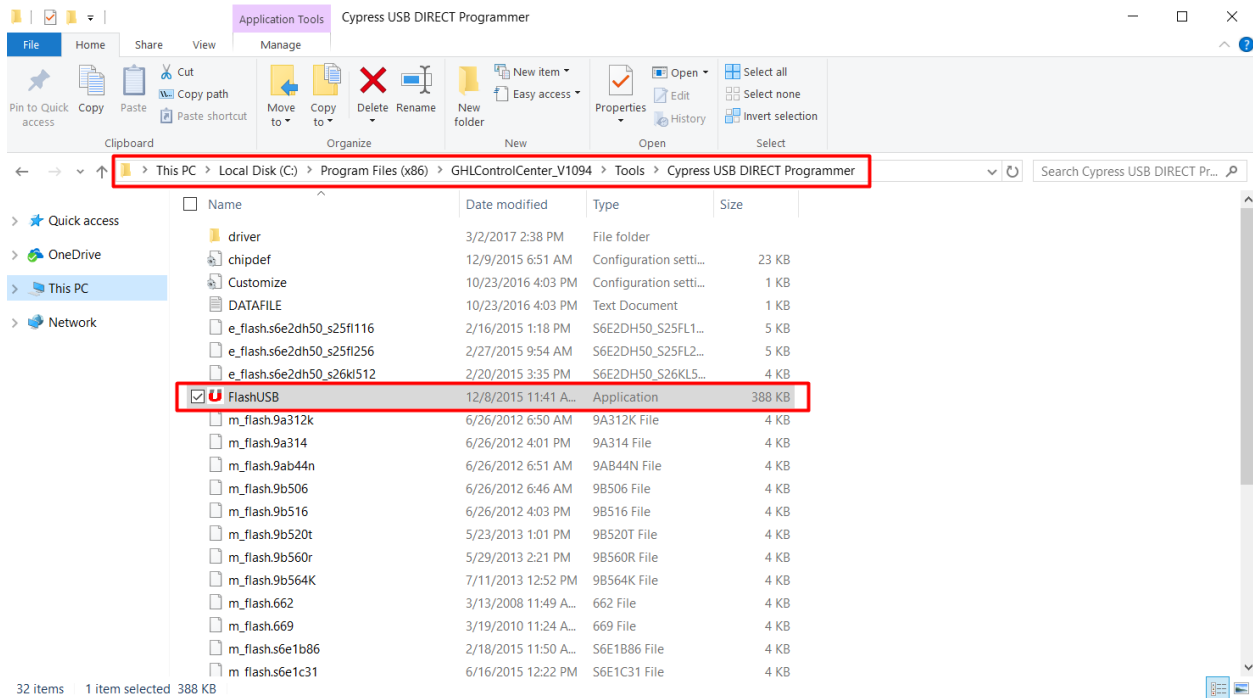 Application Tools Cypress USB DIRECT Programmer
File Home Share View Manage
Pin to Quick access
Copy
Paste
Cut
Copy path
Paste shortcut
Move to
Copy to
Delete
Rename
New folder
New item
Easy access
Properties
Open
Edit
History
Select all
Select none
Invert selection
Clipboard Organize New Open Select
This PC > Local Disk (C:) > Program Files (x86) > GHLControlCenter_V1094 > Tools > Cypress USB DIRECT Programmer
Search Cypress USB DIRECT Pr...
Quick access
OneDrive
This PC
Network
Name Date modified Type Size
driver 3/2/2017 2:38 PM File folder
chipdef 12/9/2015 6:51 AM Configuration setti... 23 KB
Customize 10/23/2016 4:03 PM Configuration setti... 1 KB
DATAFILE 10/23/2016 4:03 PM Text Document 1 KB
e_flash.s6e2dh50_s25fl116 2/16/2015 1:18 PM S6E2DH50_S25FL1... 5 KB
e_flash.s6e2dh50_s25fl256 2/27/2015 9:54 AM S6E2DH50_S25FL2... 5 KB
e_flash.s6e2dh50_s26kl512 2/20/2015 3:35 PM S6E2DH50_S26KL5... 4 KB
FlashUSB 12/8/2015 11:41 A... Application 388 KB
m_flash.9a312k 6/26/2012 6:50 AM 9A312K File 4 KB
m_flash.9a314 6/26/2012 4:01 PM 9A314 File 4 KB
m_flash.9ab44n 6/26/2012 6:51 AM 9AB44N File 4 KB
m_flash.9b506 6/26/2012 6:46 AM 9B506 File 4 KB
m_flash.9b516 6/26/2012 4:03 PM 9B516 File 4 KB
m_flash.9b520t 5/23/2013 1:01 PM 9B520T File 4 KB
m_flash.9b560r 5/29/2013 2:21 PM 9B560R File 4 KB
m_flash.9b564K 7/11/2013 12:52 PM 9B564K File 4 KB
m_flash.662 3/13/2008 11:49 A... 662 File 4 KB
m_flash.669 3/19/2010 11:24 A... 669 File 4 KB
m_flash.s6e1b86 2/18/2015 11:50 A... S6E1B86 File 4 KB
m_flash.s6e1c31 6/16/2015 12:22 PM S6E1C31 File 4 KB
32 items 1 item selected 388 KB